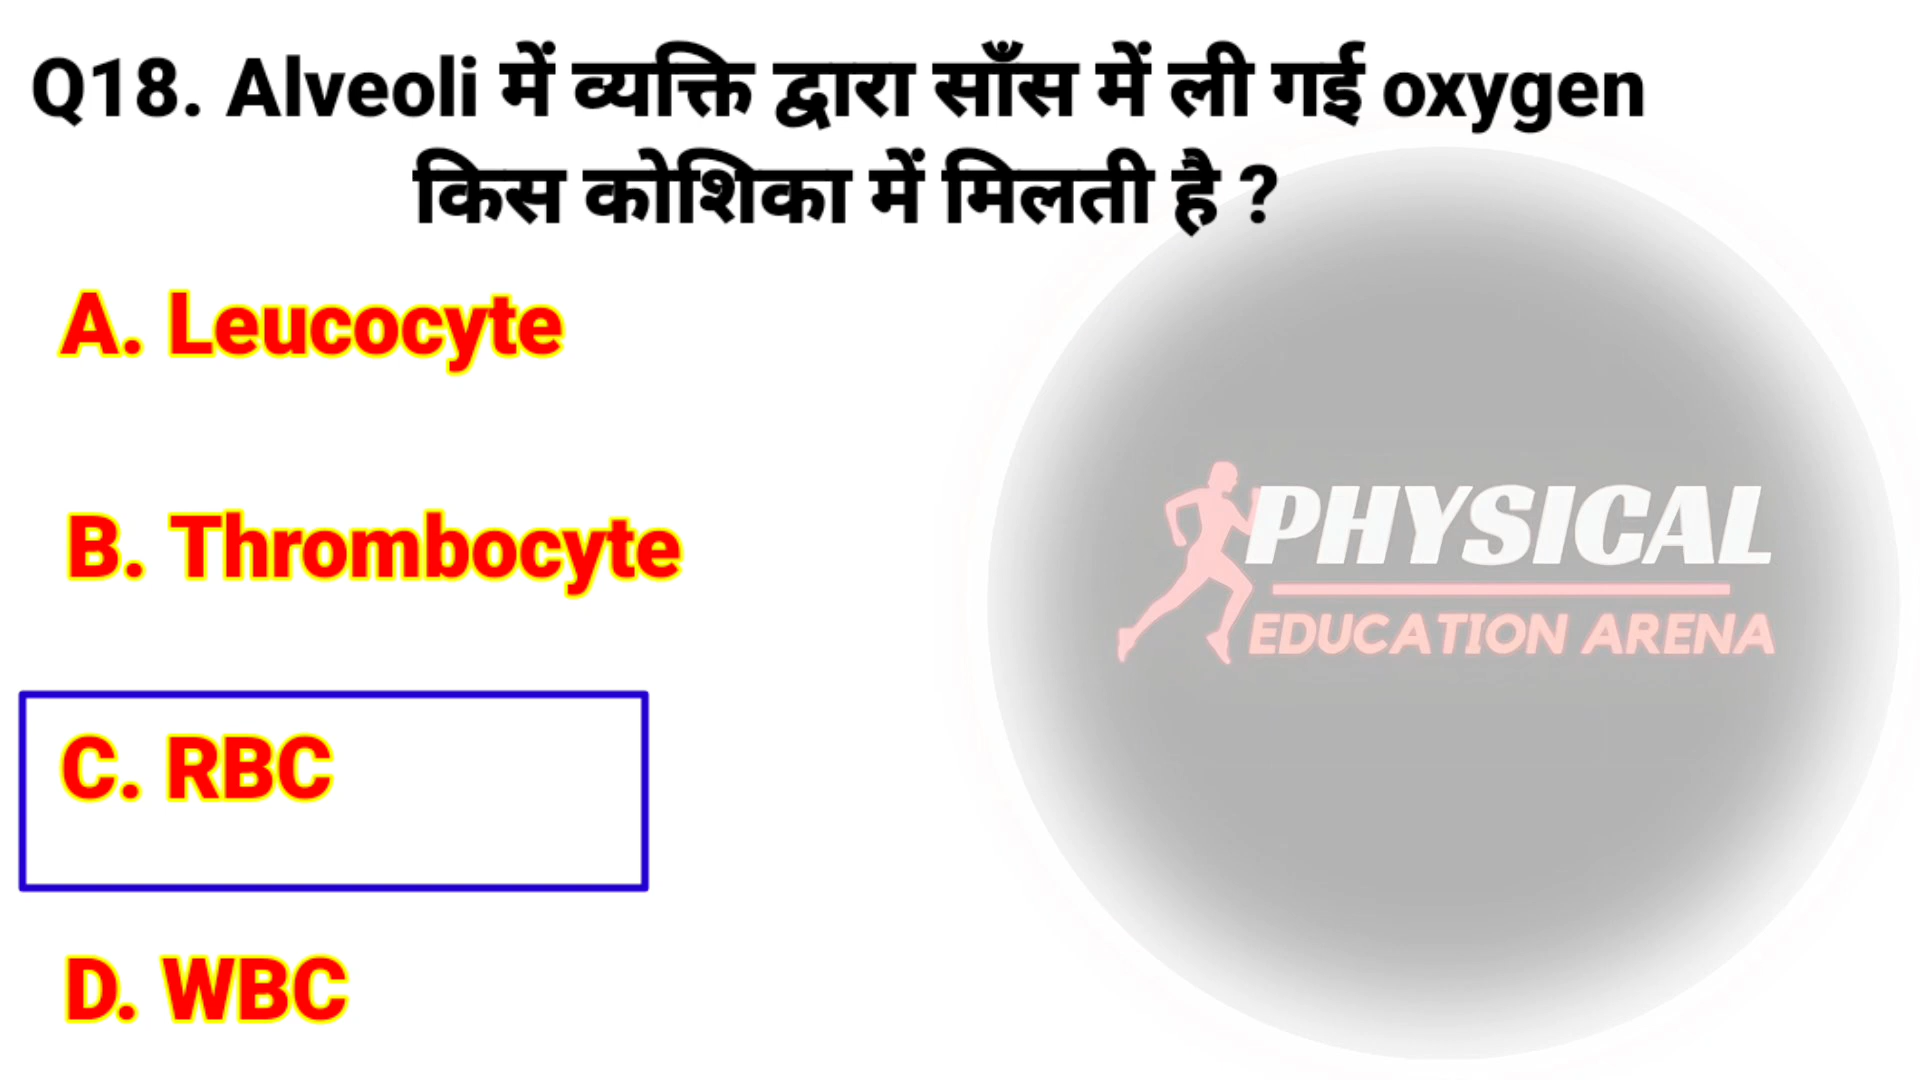 Q18. Alveoli में व्यक्ति द्वारा साँस में ली गई oxygen
किस कोशिका में मिलती है ?
A. Leucocyte
B. Thrombocyte
C. RBC
D. WBC
PHYSICAL
EDUCATION ARENA